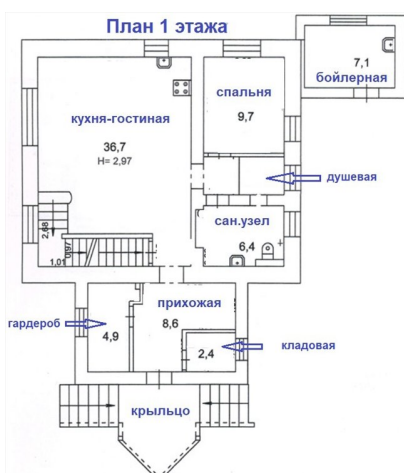 План 1 этажа
7,1
бойлерная
спальня
9,7
кухня-гостиная
36,7
H= 2,97
душевая
сан.узел
6,4
2,68
1,01
0,97
прихожая
8,6
гардероб
4,9
2,4
кладовая
крыльцо